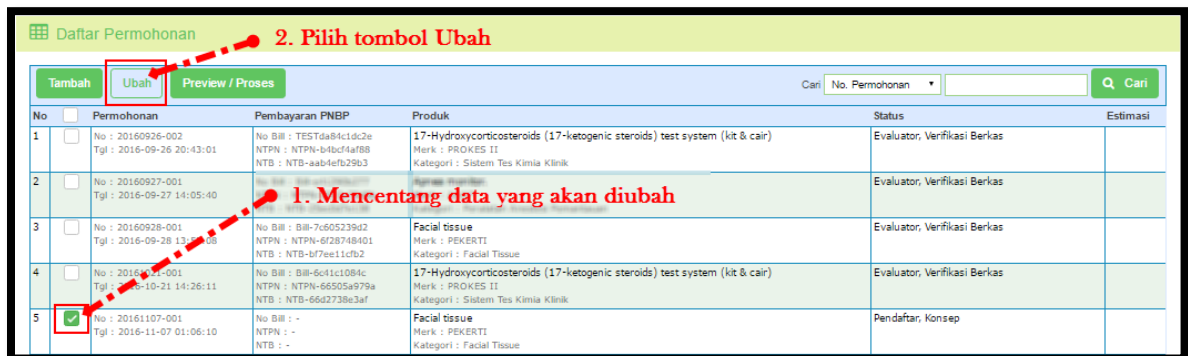 Daftar Permohonan
2. Pilih tombol Ubah
Tambah Ubah Preview / Proses Cari No. Permohonan Cari
No Permohonan Pembayaran PNBP Produk Status Estimasi
1 No : 20160926-002 No Bill : TESTda84c1dc2e 17-Hydroxycorticosteroids (17-ketogenic steroids) test system (kit & cair) Evaluator, Verifikasi Berkas
Tgl : 2016-09-26 20:43:01 NTPN : NTPN-b4bcf4af88 Merk : PROKES II
NTB : NTB-aab4efb29b3 Kategori : Sistem Tes Kimia Klinik
2 No : 20160927-001 Evaluator, Verifikasi Berkas
Tgl : 2016-09-27 14:05:40
1. Mencentang data yang akan diubah
3 No : 20160928-001 No Bill : Bill-7c605239d2 Facial tissue Evaluator, Verifikasi Berkas
Tgl : 2016-09-28 NTPN : NTPN-6f28748401 Merk : PEKERTI
NTB : NTB-bf7ee11cfb2 Kategori : Facial Tissue
4 No : No Bill : Bill-6c41c1084c 17-Hydroxycorticosteroids (17-ketogenic steroids) test system (kit & cair) Evaluator, Verifikasi Berkas
Tgl : 2016-10-21 14:26:11 NTPN : NTPN-66505a979a Merk : PROKES II
NTB : NTB-66d2738e3af Kategori : Sistem Tes Kimia Klinik
5 No : 20161107-001 No Bill : - Facial tissue Pendaftar, Konsep
Tgl : 2016-11-07 01:06:10 NTPN : - Merk : PEKERTI
NTB : - Kategori : Facial Tissue